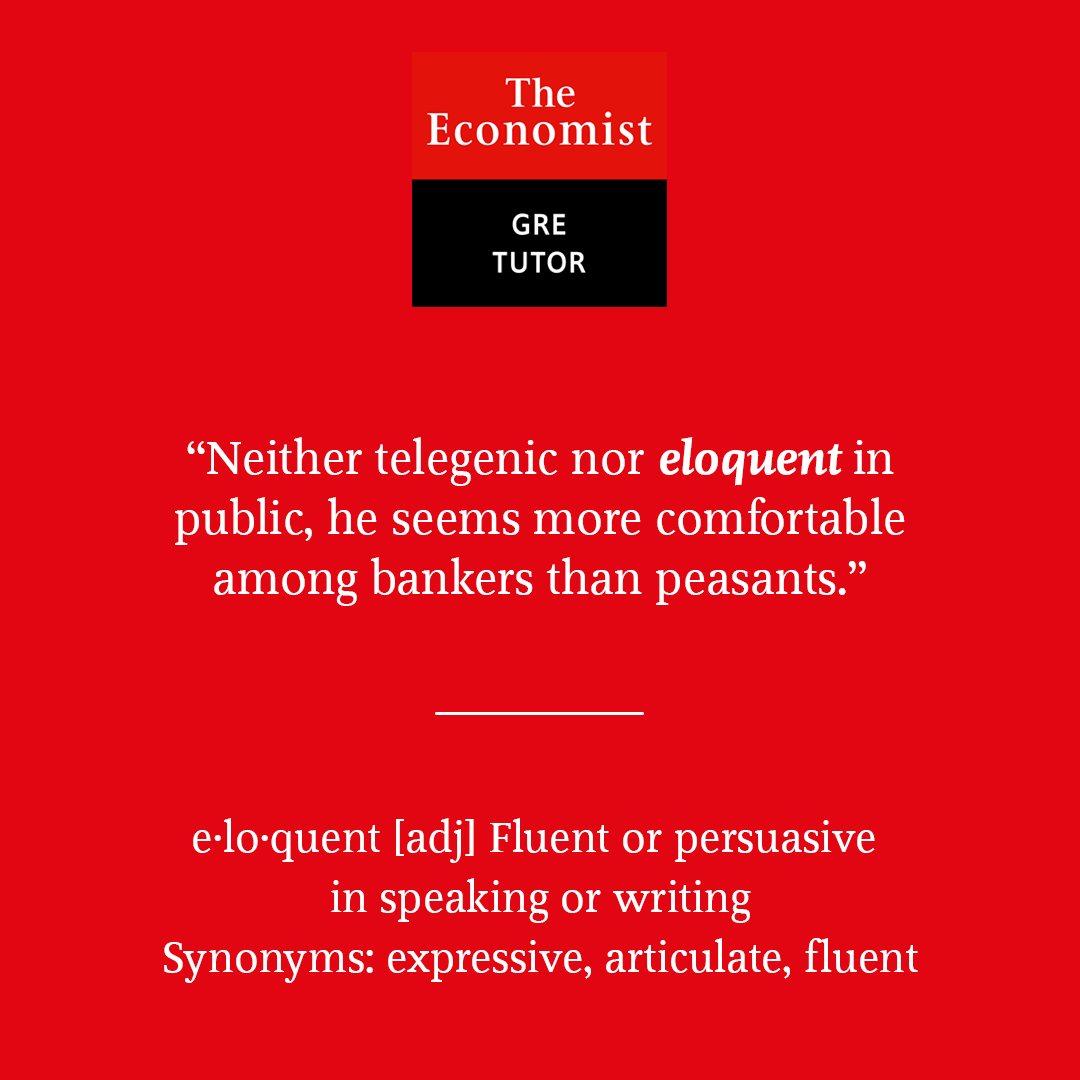 The
Economist
GRE
TUTOR
“Neither telegenic nor eloquent in
public, he seems more comfortable
among bankers than peasants.”
e·lo·quent [adj] Fluent or persuasive
in speaking or writing
Synonyms: expressive, articulate, fluent